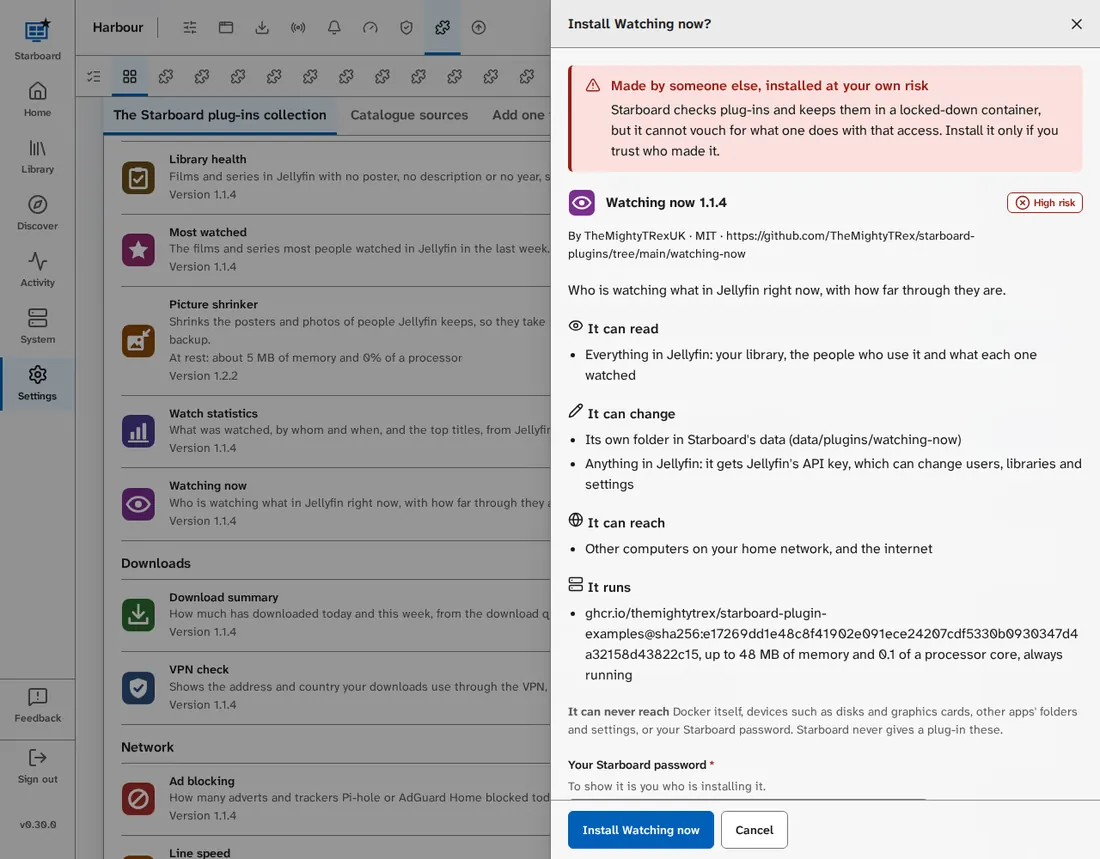 Starboard
Home
Library
Discover
Activity
System
Settings
Feedback
Sign out
v0.30.0
Harbour
The Starboard plug-ins collection
Catalogue sources
Add one
Library health
Films and series in Jellyfin with no poster, no description or no year, s
Version 1.1.4
Most watched
The films and series most people watched in Jellyfin in the last week.
Version 1.1.4
Picture shrinker
Shrinks the posters and photos of people Jellyfin keeps, so they take
backup.
At rest: about 5 MB of memory and 0% of a processor
Version 1.2.2
Watch statistics
What was watched, by whom and when, and the top titles, from Jellyfin
Version 1.1.4
Watching now
Who is watching what in Jellyfin right now, with how far through they a
Version 1.1.4
Downloads
Download summary
How much has downloaded today and this week, from the download q
Version 1.1.4
VPN check
Shows the address and country your downloads use through the VPN,
Version 1.1.4
Network
Ad blocking
How many adverts and trackers Pi-hole or AdGuard Home blocked tod
Version 1.1.4
Line speed
Install Watching now?
Made by someone else, installed at your own risk
Starboard checks plug-ins and keeps them in a locked-down container,
but it cannot vouch for what one does with that access. Install it only if you
trust who made it.
Watching now 1.1.4
High risk
By TheMightyTRexUK · MIT · https://github.com/TheMightyTRex/starboard-
plugins/tree/main/watching-now
Who is watching what in Jellyfin right now, with how far through they are.
It can read
• Everything in Jellyfin: your library, the people who use it and what each one
watched
It can change
• Its own folder in Starboard's data (data/plugins/watching-now)
• Anything in Jellyfin: it gets Jellyfin's API key, which can change users, libraries and
settings
It can reach
• Other computers on your home network, and the internet
It runs
• ghcr.io/themightytrex/starboard-plugin-
examples@sha256:e17269dd1e48c8f41902e091ece24207cdf5330b0930347d4
a32158d43822c15, up to 48 MB of memory and 0.1 of a processor core, always
running
It can never reach Docker itself, devices such as disks and graphics cards, other apps' folders
and settings, or your Starboard password. Starboard never gives a plug-in these.
Your Starboard password *
To show it is you who is installing it.
Install Watching now
Cancel